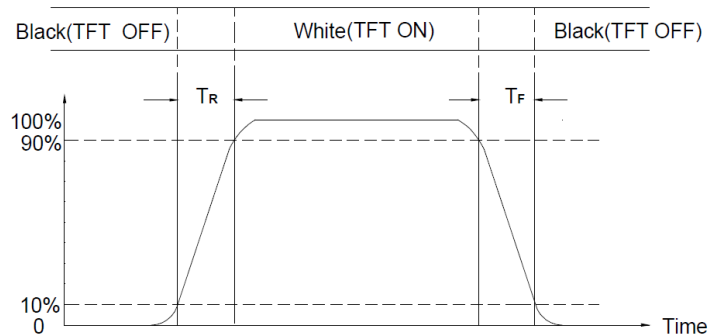 Black(TFT OFF) White(TFT ON) Black(TFT OFF)
TR TF
100%
90%
10%
0
Time